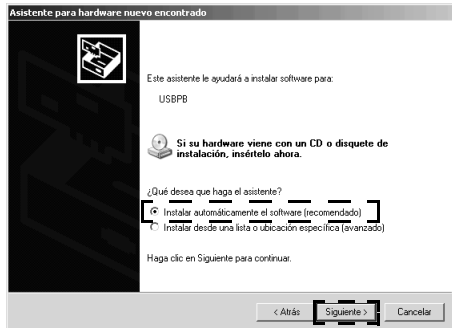 Asistente para hardware nuevo encontrado
Este asistente le ayudará a instalar software para:
USBPB
Si su hardware viene con un CD o disquete de
instalación, insértelo ahora.
¿Qué desea que haga el asistente?
Instalar automáticamente el software (recomendado)
Instalar desde una lista o ubicación específica (avanzado)
Haga clic en Siguiente para continuar.
< Atrás
Siguiente >
Cancelar